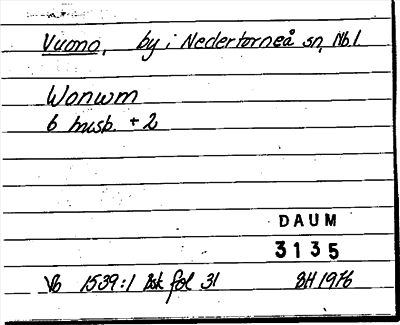 Vuono, by i Nedertorneå sn, Nb.l.
Wonwm
6 husb. + 2
DAUM
3135
Vb 1539:1 Bsk fol 31 BH 1976